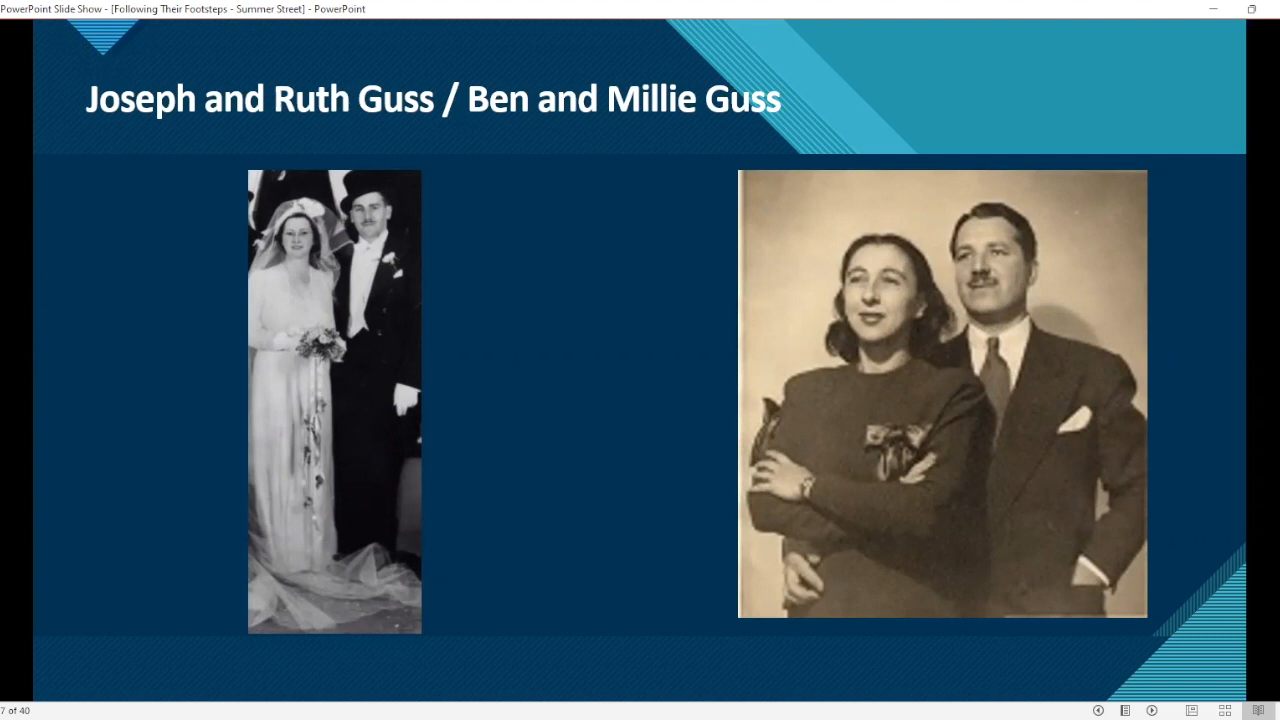 PowerPoint Slide Show - [Following Their Footsteps - Summer Street] - PowerPoint
Joseph and Ruth Guss / Ben and Millie Guss
7 of 40